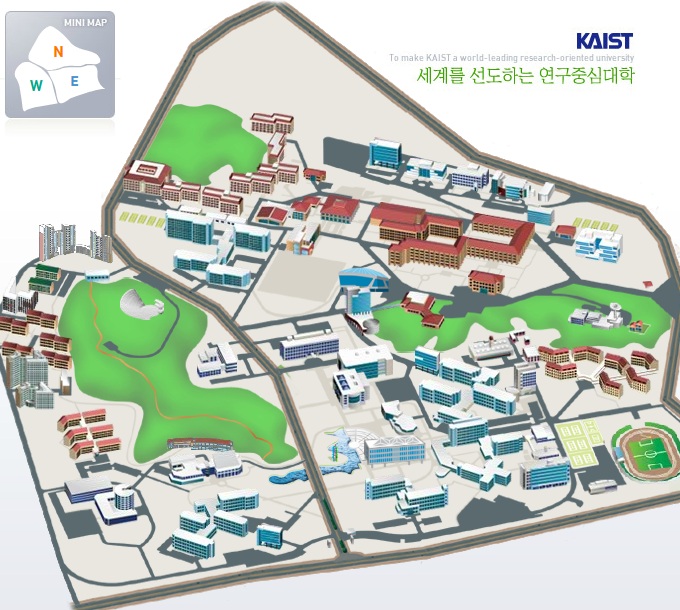 MINI MAP
N
W
E
KAIST
To make KAIST a world-leading research-oriented university
세계를 선도하는 연구중심대학